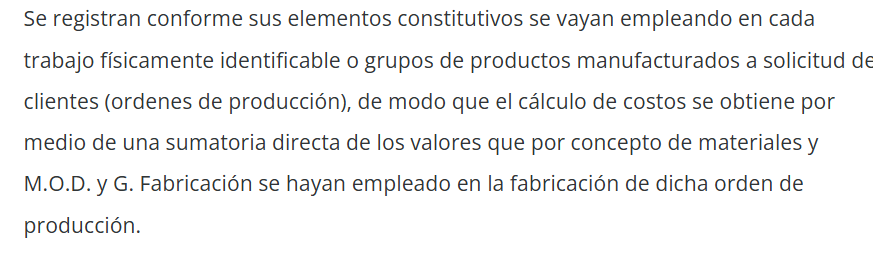 Se registran conforme sus elementos constitutivos se vayan empleando en cada
trabajo físicamente identificable o grupos de productos manufacturados a solicitud de
clientes (ordenes de producción), de modo que el cálculo de costos se obtiene por
medio de una sumatoria directa de los valores que por concepto de materiales y
M.O.D. y G. Fabricación se hayan empleado en la fabricación de dicha orden de
producción.